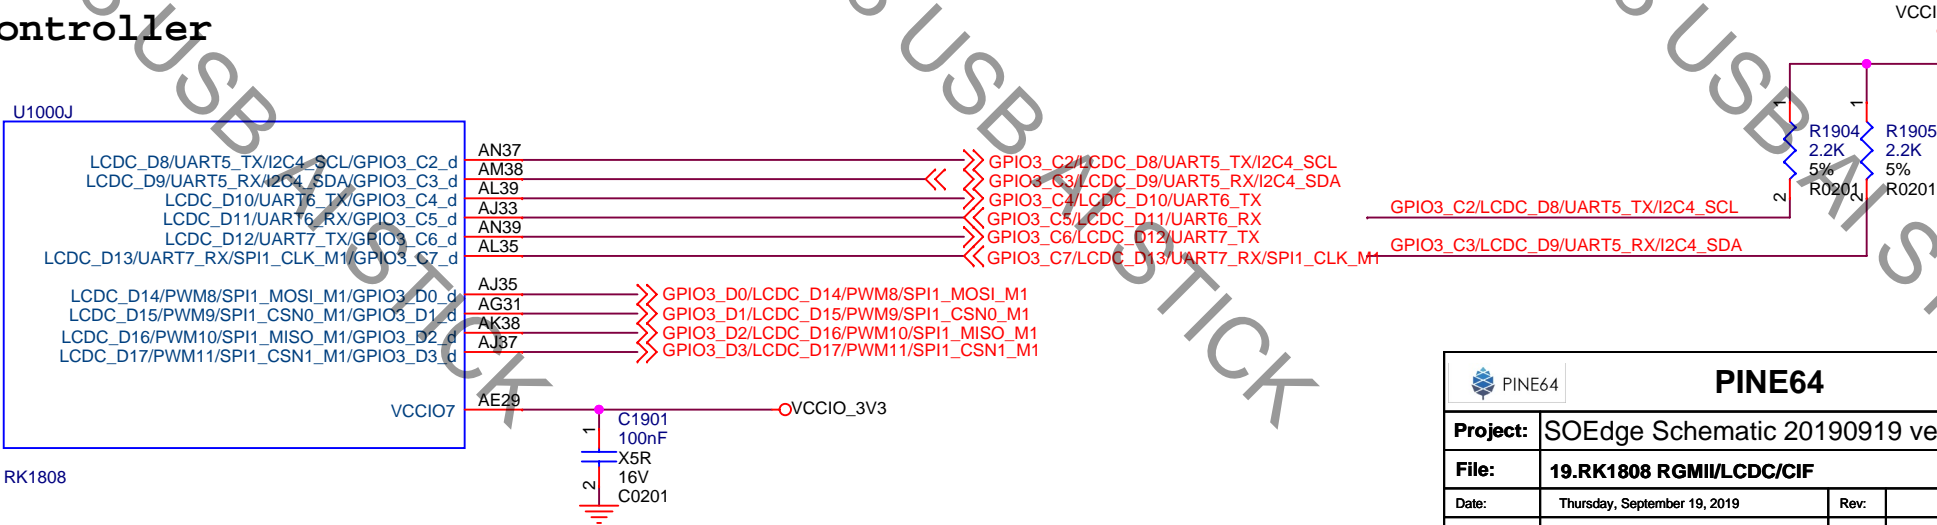 ontroller
VCCI
U1000J
LCDC_D8/UART5_TX/I2C4_SCL/GPIO3_C2_d AN37 GPIO3_C2/LCDC_D8/UART5_TX/I2C4_SCL
LCDC_D9/UART5_RX/I2C4_SDA/GPIO3_C3_d AM38 GPIO3_C3/LCDC_D9/UART5_RX/I2C4_SDA
LCDC_D10/UART6_TX/GPIO3_C4_d AL39 GPIO3_C4/LCDC_D10/UART6_TX
LCDC_D11/UART6_RX/GPIO3_C5_d AJ33 GPIO3_C5/LCDC_D11/UART6_RX
LCDC_D12/UART7_TX/GPIO3_C6_d AN39 GPIO3_C6/LCDC_D12/UART7_TX
LCDC_D13/UART7_RX/SPI1_CLK_M1/GPIO3_C7_d AL35 GPIO3_C7/LCDC_D13/UART7_RX/SPI1_CLK_M1
LCDC_D14/PWM8/SPI1_MOSI_M1/GPIO3_D0_d AJ35 GPIO3_D0/LCDC_D14/PWM8/SPI1_MOSI_M1
LCDC_D15/PWM9/SPI1_CSN0_M1/GPIO3_D1_d AG31 GPIO3_D1/LCDC_D15/PWM9/SPI1_CSN0_M1
LCDC_D16/PWM10/SPI1_MISO_M1/GPIO3_D2_d AK38 GPIO3_D2/LCDC_D16/PWM10/SPI1_MISO_M1
LCDC_D17/PWM11/SPI1_CSN1_M1/GPIO3_D3_d AJ37 GPIO3_D3/LCDC_D17/PWM11/SPI1_CSN1_M1
VCCIO7 AE29 VCCIO_3V3
C1901
1 100nF
X5R
2 16V
C0201
RK1808
1 1
R1904 R1905
2.2K 2.2K
5% 5%
R0201 R0201
2 2
GPIO3_C2/LCDC_D8/UART5_TX/I2C4_SCL
GPIO3_C3/LCDC_D9/UART5_RX/I2C4_SDA
S USB AI STICK
S USB AI STICK
S USB AI S
PINE64 PINE64
Project: SOEdge Schematic 20190919 ve
File: 19.RK1808 RGMII/LCDC/CIF
Date: Thursday, September 19, 2019 Rev: